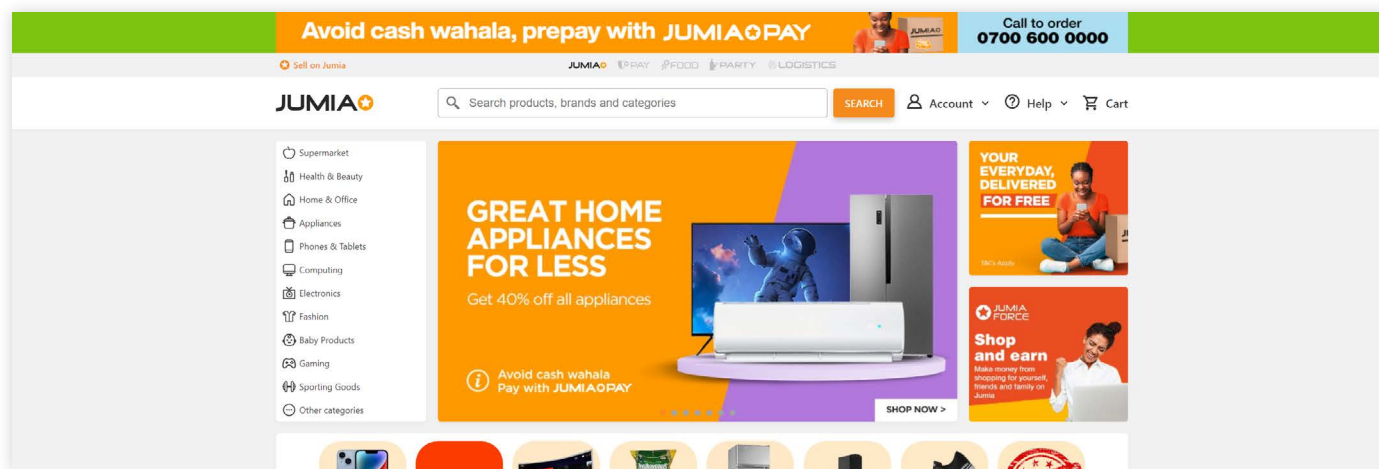 Avoid cash wahala, prepay with JUMIA PAY
JUMIA
Call to order
0700 600 0000
Sell on Jumia
JUMIA
PAY
FOOD
PARTY
LOGISTICS
JUMIA
Search products, brands and categories
SEARCH
Account
Help
Cart
Supermarket
Health & Beauty
Home & Office
Appliances
Phones & Tablets
Computing
Electronics
Fashion
Baby Products
Gaming
Sporting Goods
Other categories
GREAT HOME
APPLIANCES
FOR LESS
Get 40% off all appliances
Avoid cash wahala
Pay with JUMIA PAY
SHOP NOW >
YOUR
EVERYDAY,
DELIVERED
FOR FREE
T&C's Apply
JUMIA
FORCE
Shop
and earn
Make money from
shopping for yourself,
friends and family on
Jumia